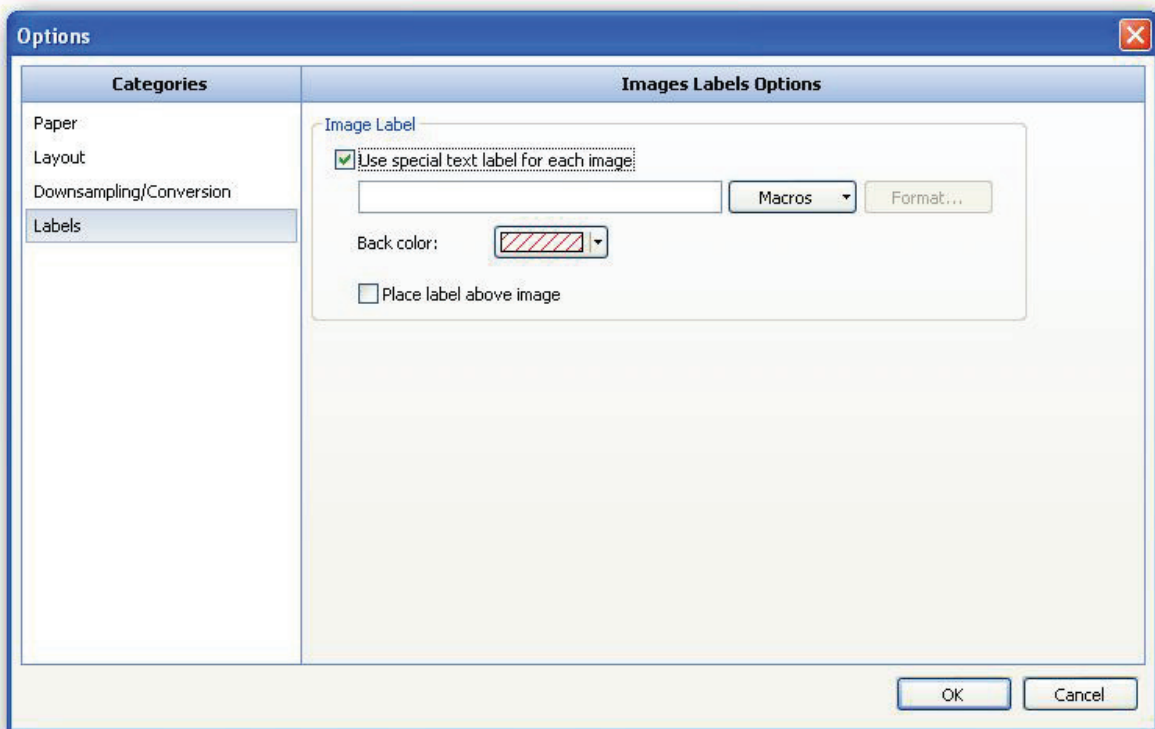 Options
Categories
Images Labels Options
Paper
Layout
Downsampling/Conversion
Labels
Image Label
Use special text label for each image
Macros Format...
Back color:
Place label above image
OK Cancel